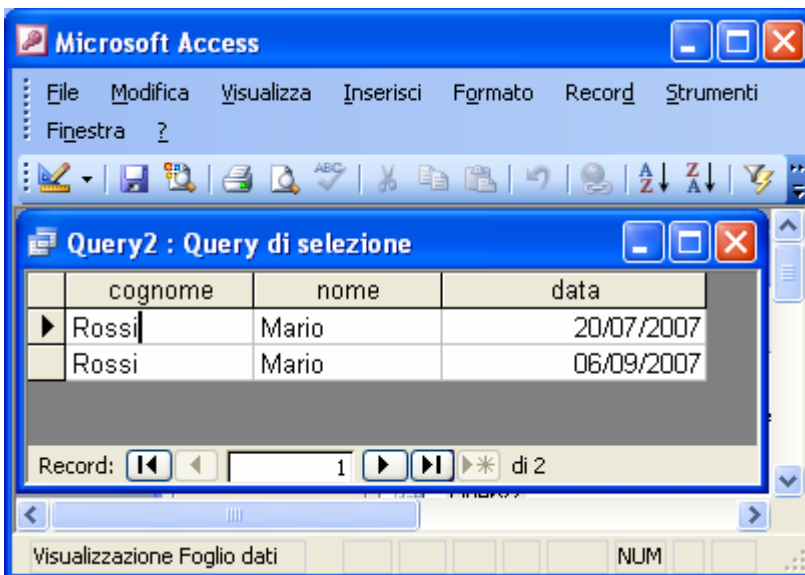 Microsoft Access
File Modifica Visualizza Inserisci Formato Record Strumenti
Finestra ?
ABC A Z Z A
Query2 : Query di selezione
cognome nome data
Rossi Mario 20/07/2007
Rossi Mario 06/09/2007
Record: 1 di 2
Visualizzazione Foglio dati NUM